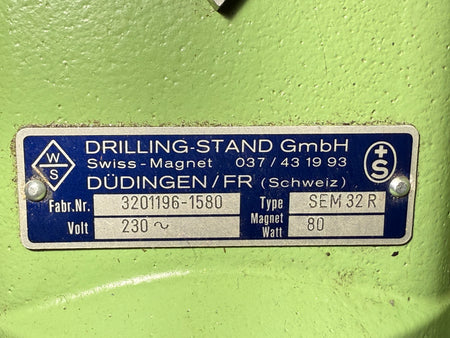 W S
DRILLING-STAND GmbH
+S
Swiss-Magnet 037/43 19 93
DÜDINGEN/FR (Schweiz)
Fabr.Nr. 3201196-1580 Type SEM 32 R
Volt 230 ~ Magnet Watt 80